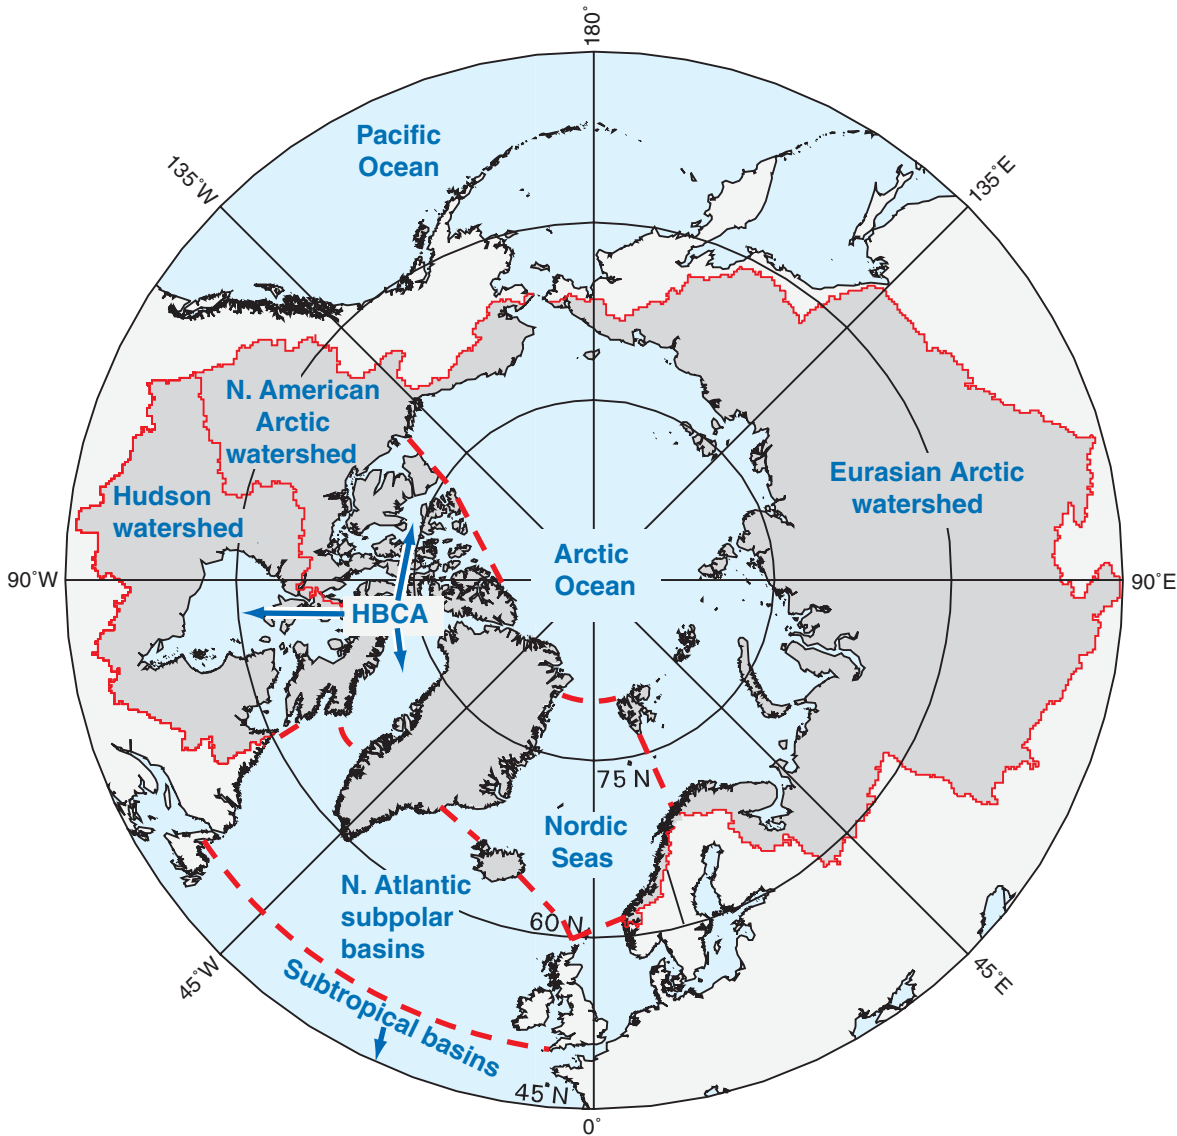 180°
Pacific
Ocean
135°W
135°E
N. American
Arctic
watershed
Hudson
watershed
Eurasian Arctic
watershed
Arctic
Ocean
90°W
90°E
HBCA
75 N
Nordic
Seas
N. Atlantic
subpolar
basins
60 N
45°W
45°E
Subtropical basins
45°N
0°